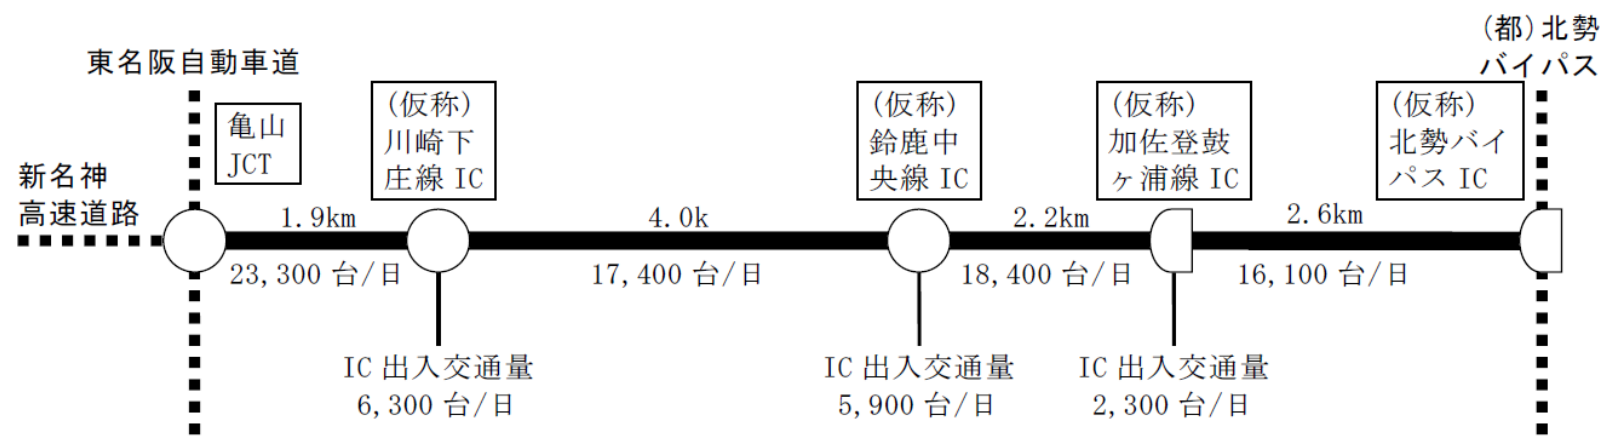 東名阪自動車道
新名神
高速道路
亀山
JCT
(仮称)
川崎下
庄線 IC
(仮称)
鈴鹿中
央線 IC
(仮称)
加佐登鼓
ヶ浦線 IC
(仮称)
北勢バイ
パス IC
(都)北勢
バイパス
1.9km
4.0k
2.2km
2.6km
23,300 台/日
17,400 台/日
18,400 台/日
16,100 台/日
IC 出入交通量
6,300 台/日
IC 出入交通量
5,900 台/日
IC 出入交通量
2,300 台/日